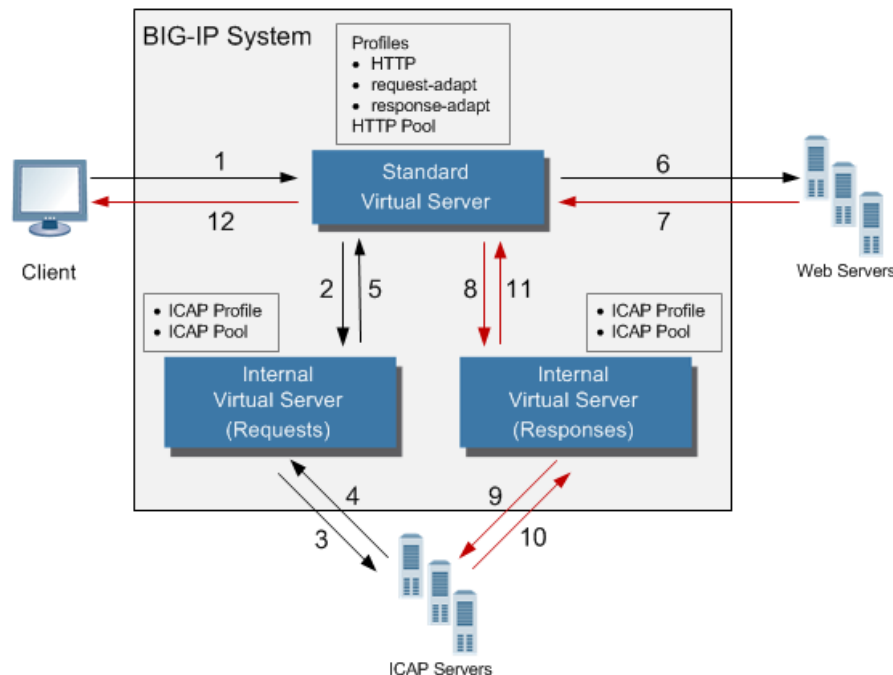 BIG-IP System
Profiles
• HTTP
• request-adapt
• response-adapt
HTTP Pool
1
Standard
Virtual Server
6
12
7
Client
Web Servers
2
5
8
11
• ICAP Profile
• ICAP Pool
• ICAP Profile
• ICAP Pool
Internal
Virtual Server
(Requests)
Internal
Virtual Server
(Responses)
4
3
9
10
ICAP Servers